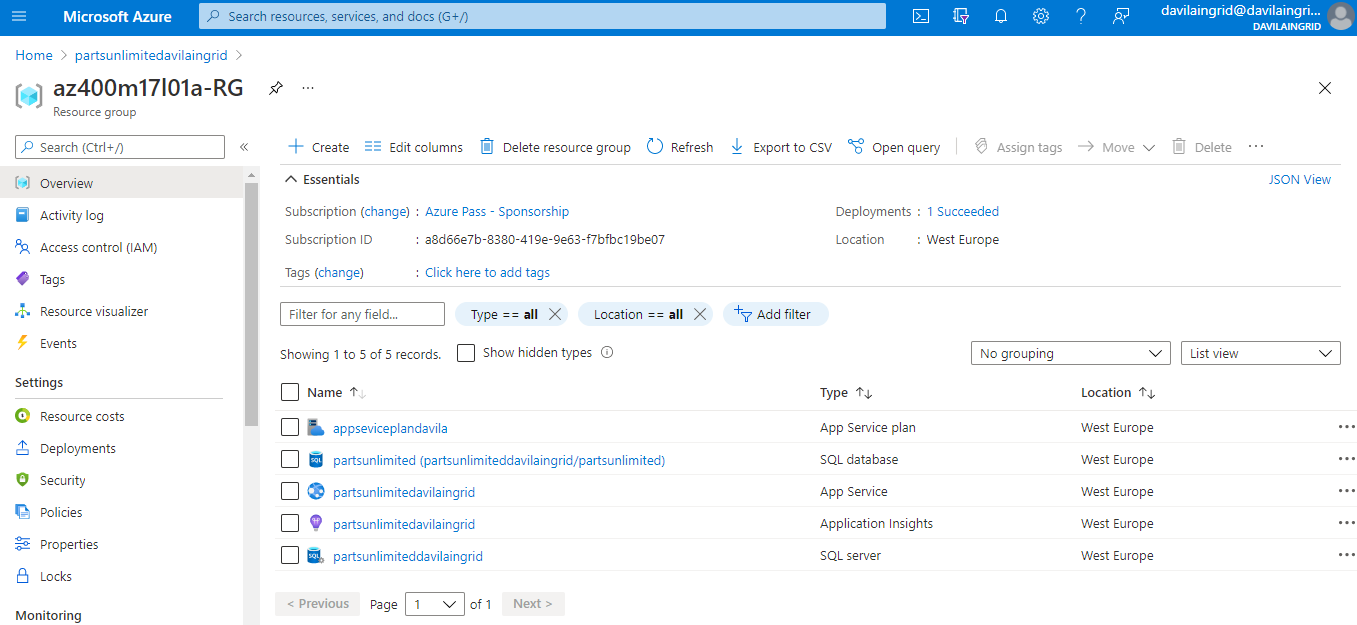 Microsoft Azure
Search resources, services, and docs (G+/)
davilaingrid@davilaingri...
DAVILAINGRID
Home > partsunlimitedavilaingrid >
az400m17l01a-RG
Resource group
Search (Ctrl+/)
Overview
Activity log
Access control (IAM)
Tags
Resource visualizer
Events
Settings
Resource costs
Deployments
Security
Policies
Properties
Locks
Monitoring
Create Edit columns Delete resource group Refresh Export to CSV Open query Assign tags Move Delete
Essentials JSON View
Subscription (change) : Azure Pass - Sponsorship Deployments : 1 Succeeded
Subscription ID : a8d66e7b-8380-419e-9e63-f7bfbc19be07 Location : West Europe
Tags (change) : Click here to add tags
Filter for any field... Type == all Location == all Add filter
Showing 1 to 5 of 5 records. Show hidden types No grouping List view
Name Type Location
appseviceplandavila App Service plan West Europe
partsunlimited (partsunlimiteddavilaingrid/partsunlimited) SQL database West Europe
partsunlimitedavilaingrid App Service West Europe
partsunlimitedavilaingrid Application Insights West Europe
partsunlimiteddavilaingrid SQL server West Europe
< Previous Page 1 of 1 Next >